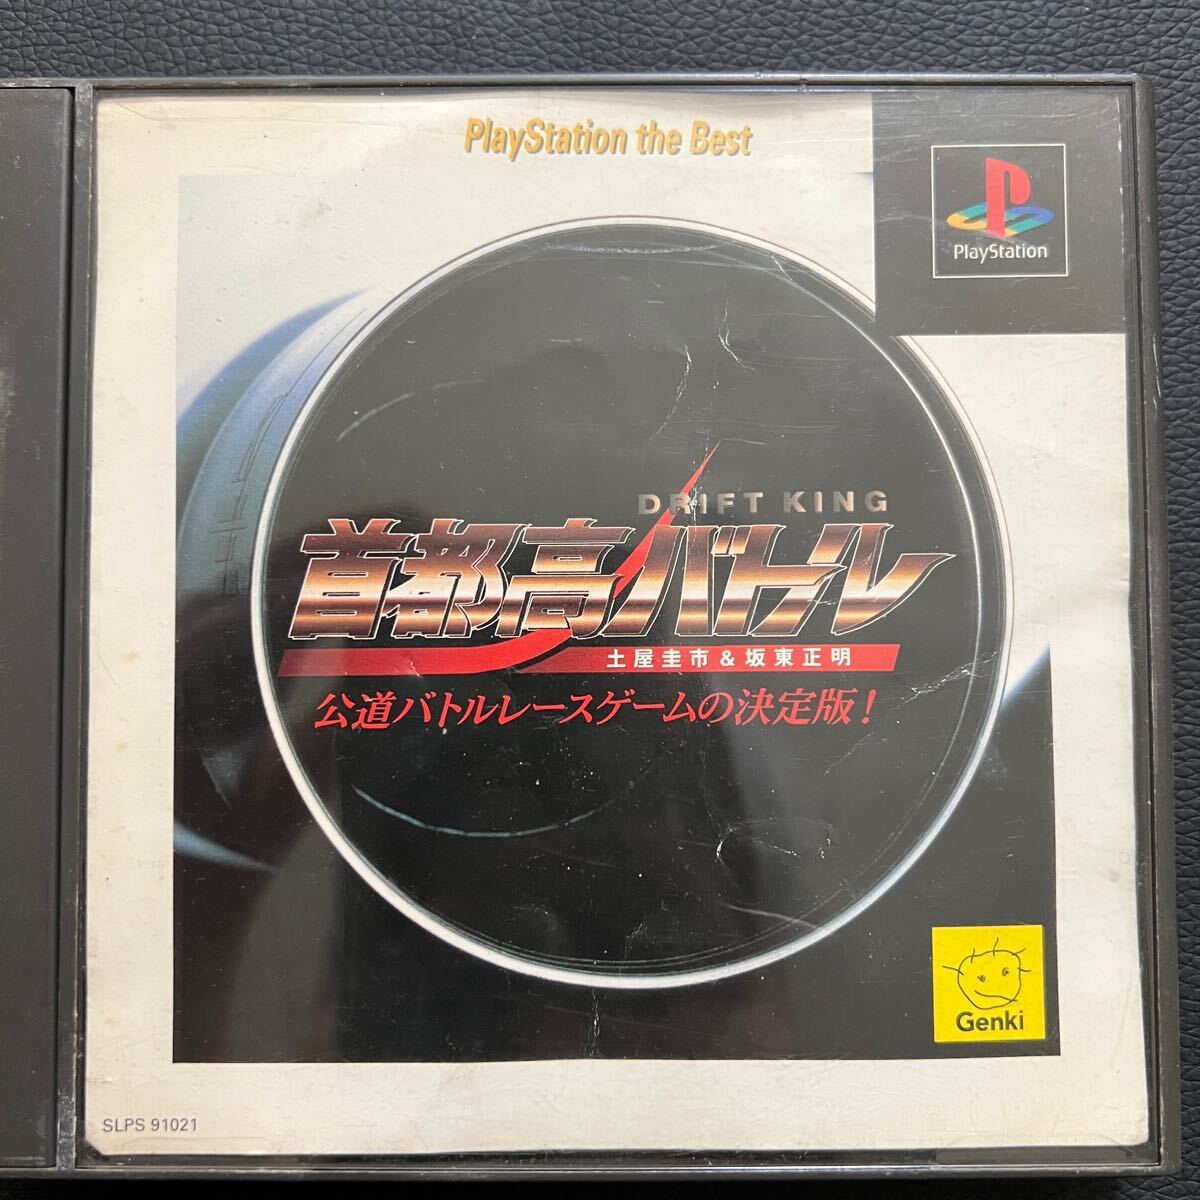 PlayStation the Best
PlayStation
DRIFT KING
首都高バトル
土屋圭市＆坂東正明
公道バトルレースゲームの決定版！
Genki
SLPS 91021